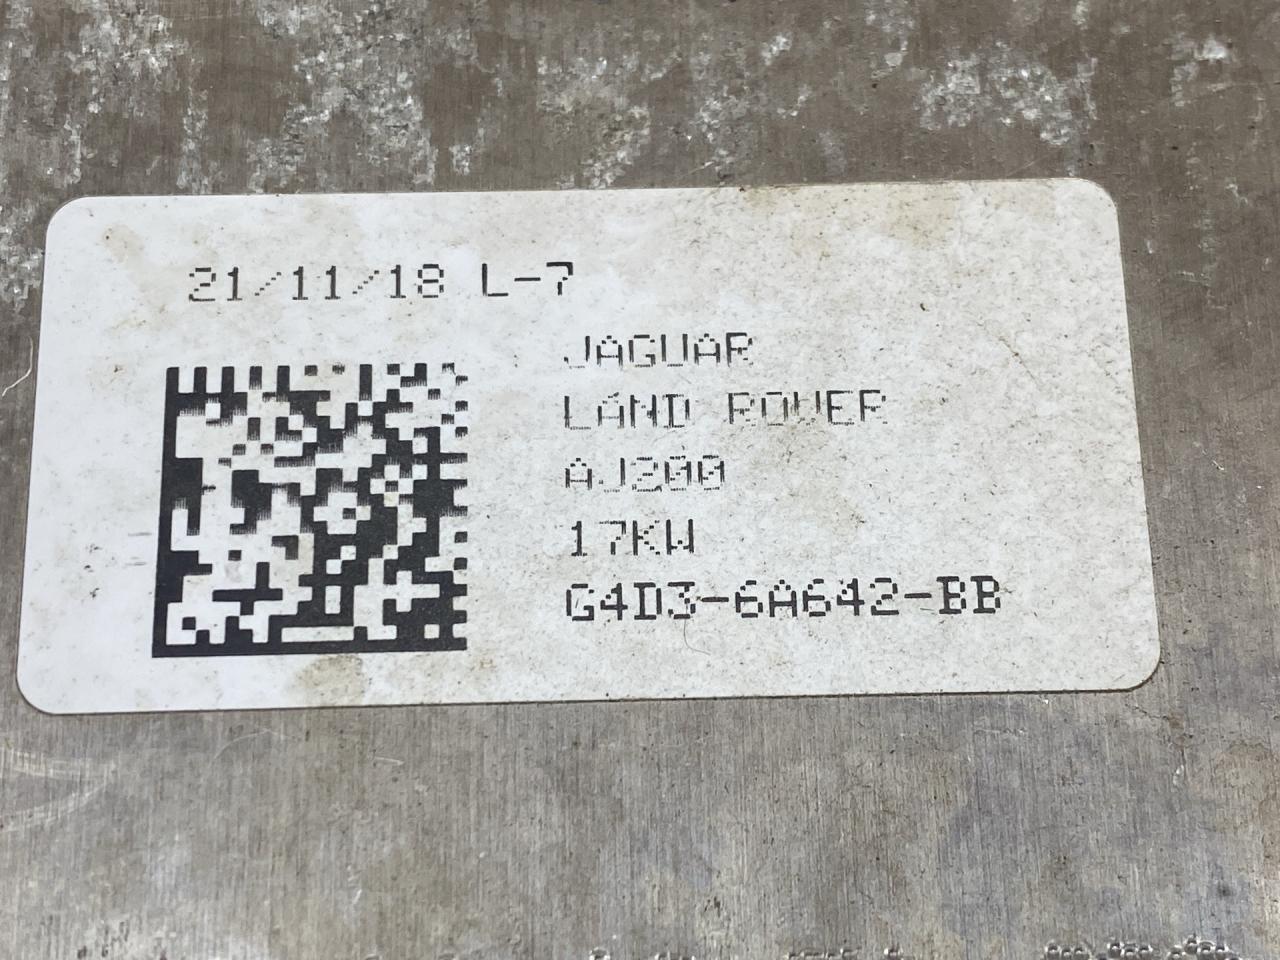 21/11/18 L-7
JAGUAR
LAND ROVER
AJ200
17KW
G4D3-6A642-BB